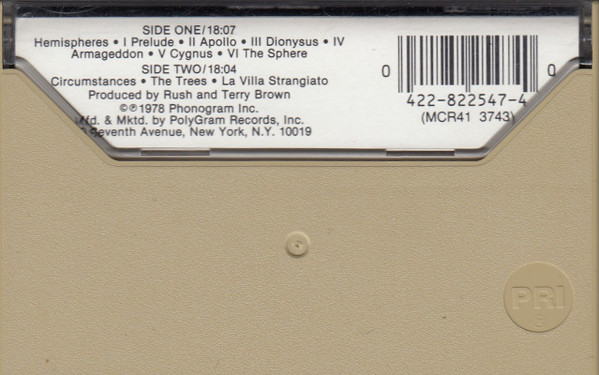 SIDE ONE/18:07
Hemispheres • I Prelude • II Apollo • III Dionysus • IV
Armageddon • V Cygnus • VI The Sphere
SIDE TWO/18:04
Circumstances • The Trees • La Villa Strangiato
Produced by Rush and Terry Brown
©℗1978 Phonogram Inc.
Mfd. & Mktd. by PolyGram Records, Inc.
Seventh Avenue, New York, N.Y. 10019
0 0
422-822547-4
(MCR41 3743)
PRI